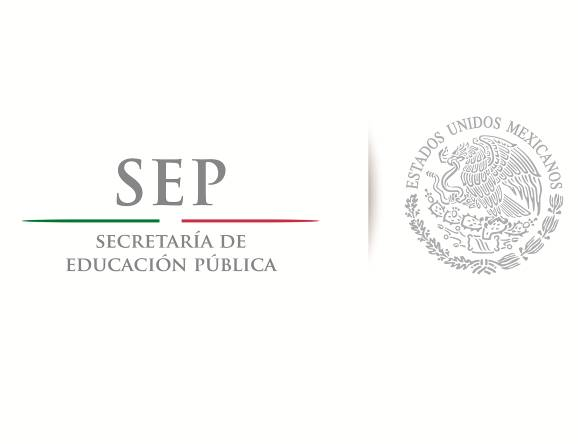 SEP
SECRETARÍA DE
EDUCACIÓN PÚBLICA
ESTADOS UNIDOS MEXICANOS